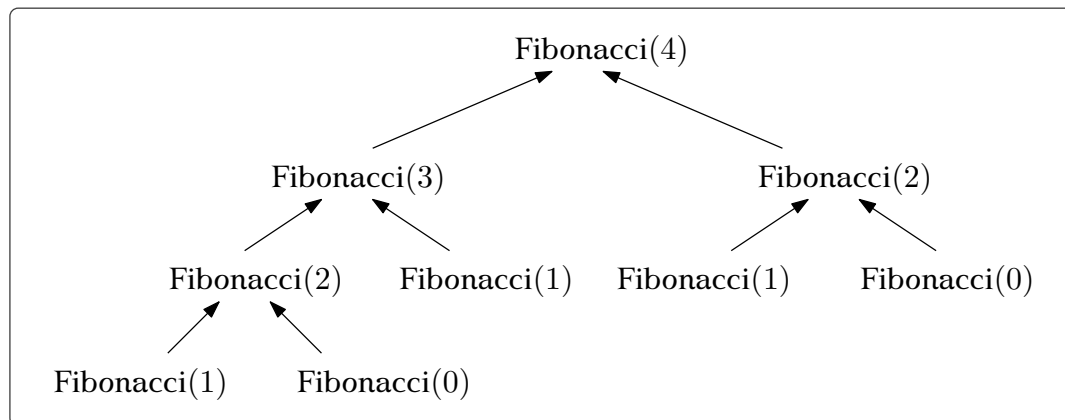 Fibonacci(4)
Fibonacci(3) Fibonacci(2)
Fibonacci(2) Fibonacci(1) Fibonacci(1) Fibonacci(0)
Fibonacci(1) Fibonacci(0)